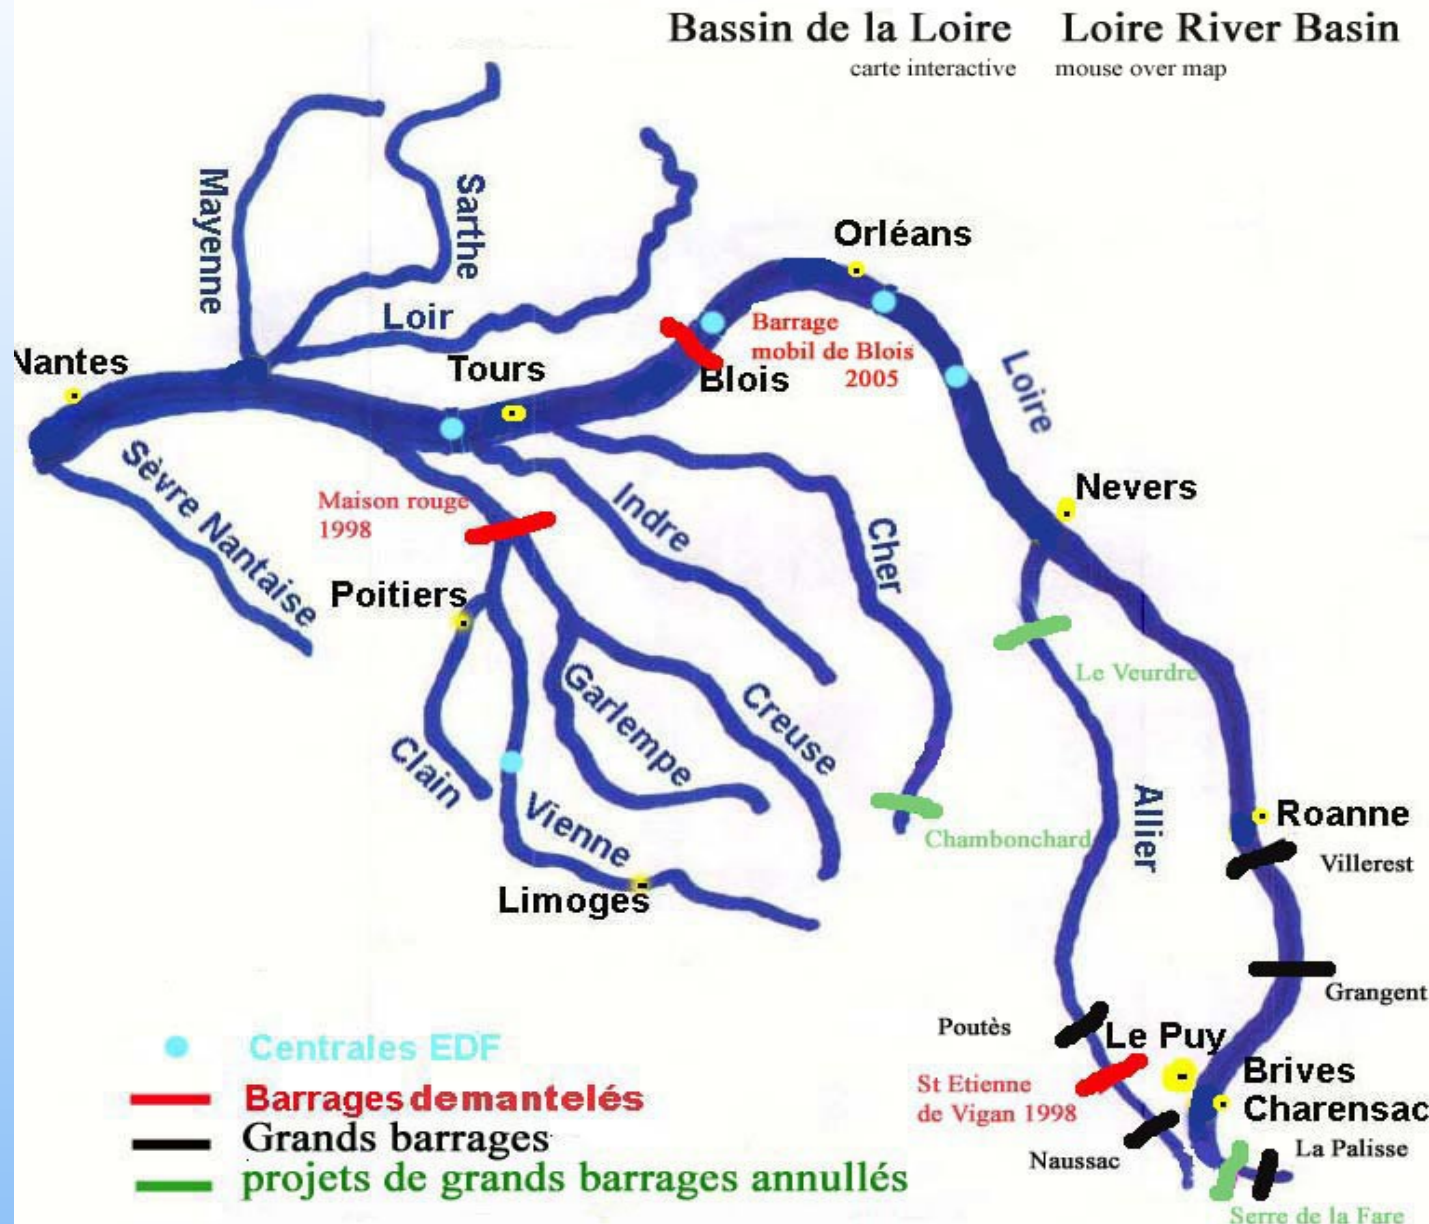 Bassin de la Loire
Loire River Basin
carte interactive
mouse over map
Mayenne
Sarthe
Loir
Orléans
Nantes
Tours
Barrage
mobil de Blois
2005
Blois
Loire
Sèvre Nantaise
Maison rouge
1998
Indre
Cher
Nevers
Poitiers
Le Veurdre
Garlempe
Creuse
Clain
Vienne
Limoges
Chambonchard
Allier
Roanne
Villerest
Grangent
Poutès
Le Puy
St Etienne
de Vigan 1998
Brives
Charensac
Naussac
La Palisse
Serre de la Fare
Centrales EDF
Barrages demantelés
Grands barrages
projets de grands barrages annullés